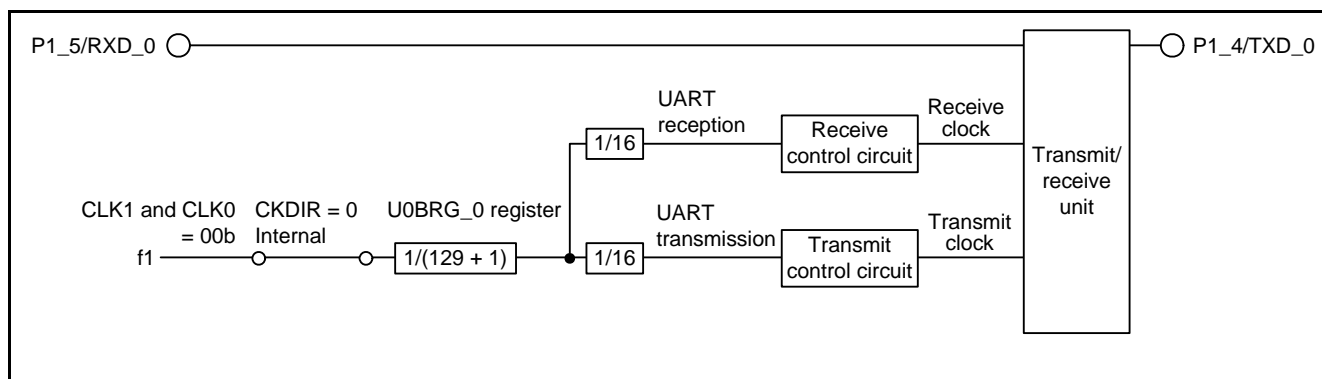 P1_5/RXD_0
P1_4/TXD_0
UART
reception
1/16
Receive
control circuit
Receive
clock
Transmit/
receive
unit
CLK1 and CLK0
= 00b
f1
CKDIR = 0
Internal
U0BRG_0 register
1/(129 + 1)
1/16
UART
transmission
Transmit
control circuit
Transmit
clock